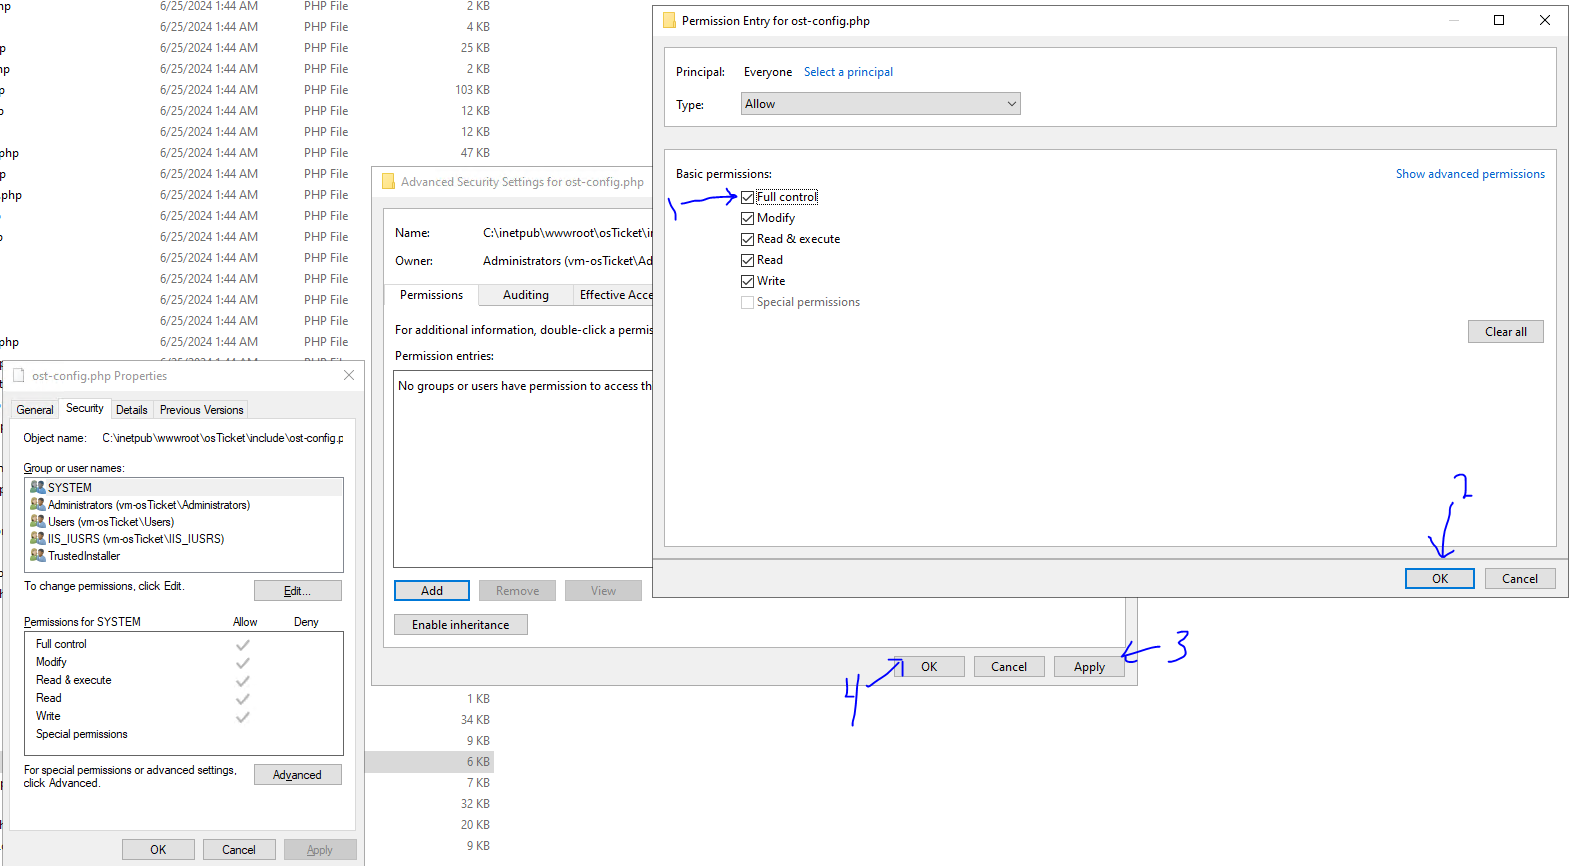 np
6/25/2024 1:44 AM PHP File 2 KB
6/25/2024 1:44 AM PHP File 4 KB
p 6/25/2024 1:44 AM PHP File 25 KB
np 6/25/2024 1:44 AM PHP File 2 KB
p 6/25/2024 1:44 AM PHP File 103 KB
6/25/2024 1:44 AM PHP File 12 KB
6/25/2024 1:44 AM PHP File 12 KB
.php 6/25/2024 1:44 AM PHP File 47 KB
p 6/25/2024 1:44 AM PHP File
.php 6/25/2024 1:44 AM PHP File
6/25/2024 1:44 AM PHP File
6/25/2024 1:44 AM PHP File
6/25/2024 1:44 AM PHP File
6/25/2024 1:44 AM PHP File
6/25/2024 1:44 AM PHP File
6/25/2024 1:44 AM PHP File
php 6/25/2024 1:44 AM PHP File
ost-config.php Properties
General Security Details Previous Versions
Object name: C:\inetpub\wwwroot\osTicket\include\ost-config.p
Group or user names:
SYSTEM
Administrators (vm-osTicket\Administrators)
Users (vm-osTicket\Users)
IIS_IUSRS (vm-osTicket\IIS_IUSRS)
TrustedInstaller
To change permissions, click Edit.
Edit...
Permissions for SYSTEM Allow Deny
Full control
Modify
Read & execute
Read
Write
Special permissions
For special permissions or advanced settings,
click Advanced.
Advanced
OK Cancel Apply
Advanced Security Settings for ost-config.php
Name: C:\inetpub\wwwroot\osTicket\in
Owner: Administrators (vm-osTicket\Ad
Permissions Auditing Effective Acce
For additional information, double-click a permis
Permission entries:
No groups or users have permission to access th
Add Remove View
Enable inheritance
OK Cancel Apply
3
4
1 KB
34 KB
9 KB
6 KB
7 KB
32 KB
20 KB
9 KB
Permission Entry for ost-config.php
Principal: Everyone Select a principal
Type: Allow
Basic permissions: Show advanced permissions
1
Full control
Modify
Read & execute
Read
Write
Special permissions
Clear all
2
OK Cancel